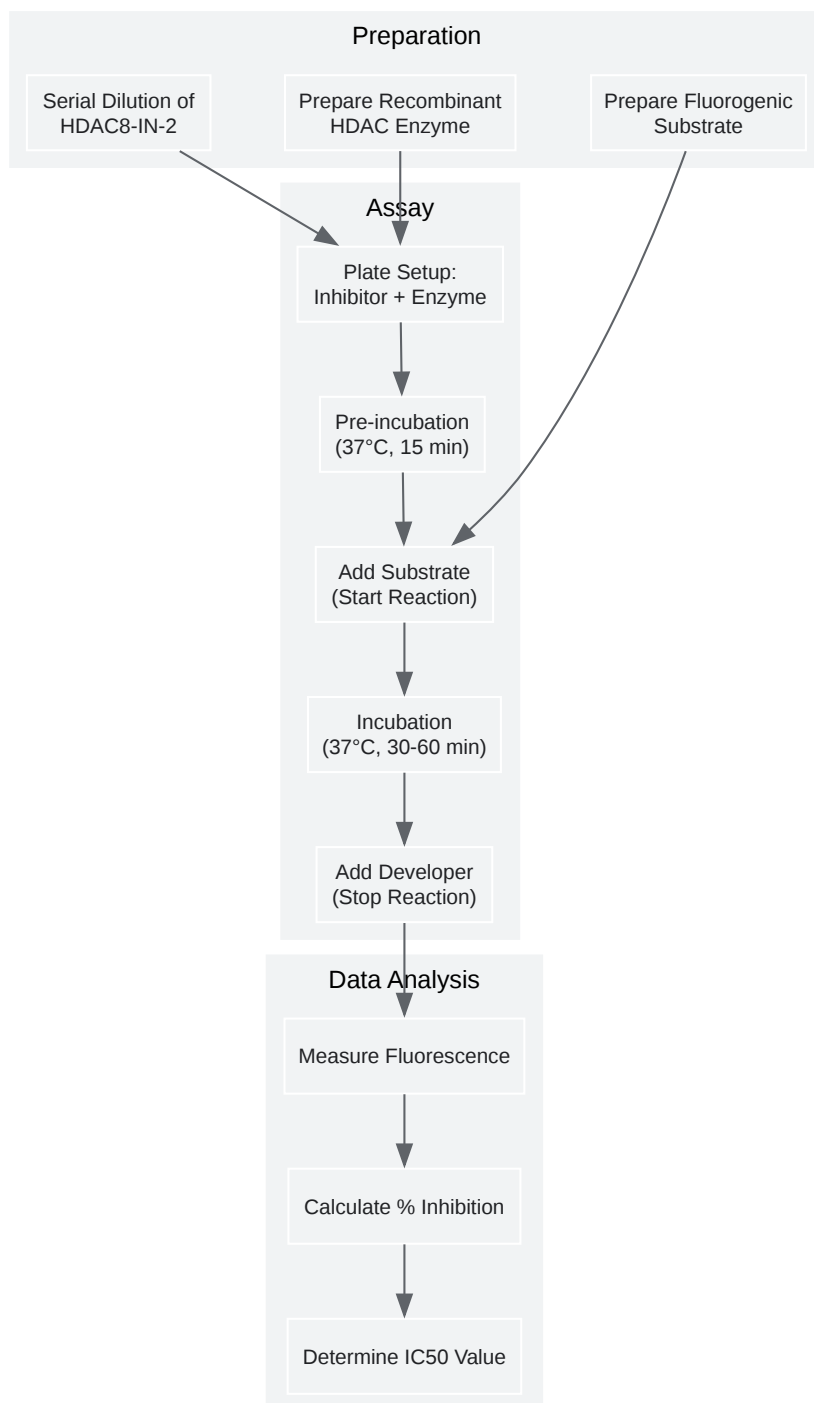 Preparation
Serial Dilution of
HDAC8-IN-2
Prepare Recombinant
HDAC Enzyme
Prepare Fluorogenic
Substrate
Assay
Plate Setup:
Inhibitor + Enzyme
Pre-incubation
(37°C, 15 min)
Add Substrate
(Start Reaction)
Incubation
(37°C, 30-60 min)
Add Developer
(Stop Reaction)
Data Analysis
Measure Fluorescence
Calculate % Inhibition
Determine IC50 Value